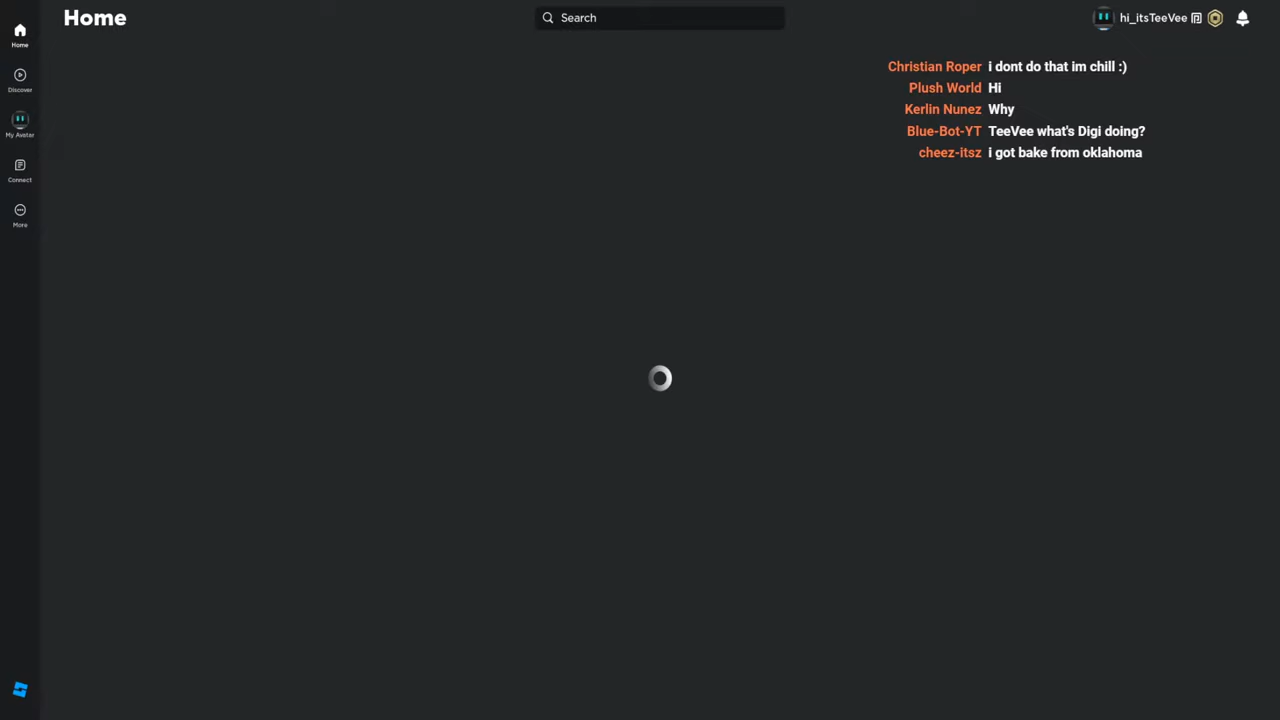 Home
Search
hi_itsTeeVee
Home
Discover
My Avatar
Connect
More
Christian Roper i dont do that im chill :)
Plush World Hi
Kerlin Nunez Why
Blue-Bot-YT TeeVee what's Digi doing?
cheez-itsz i got bake from oklahoma